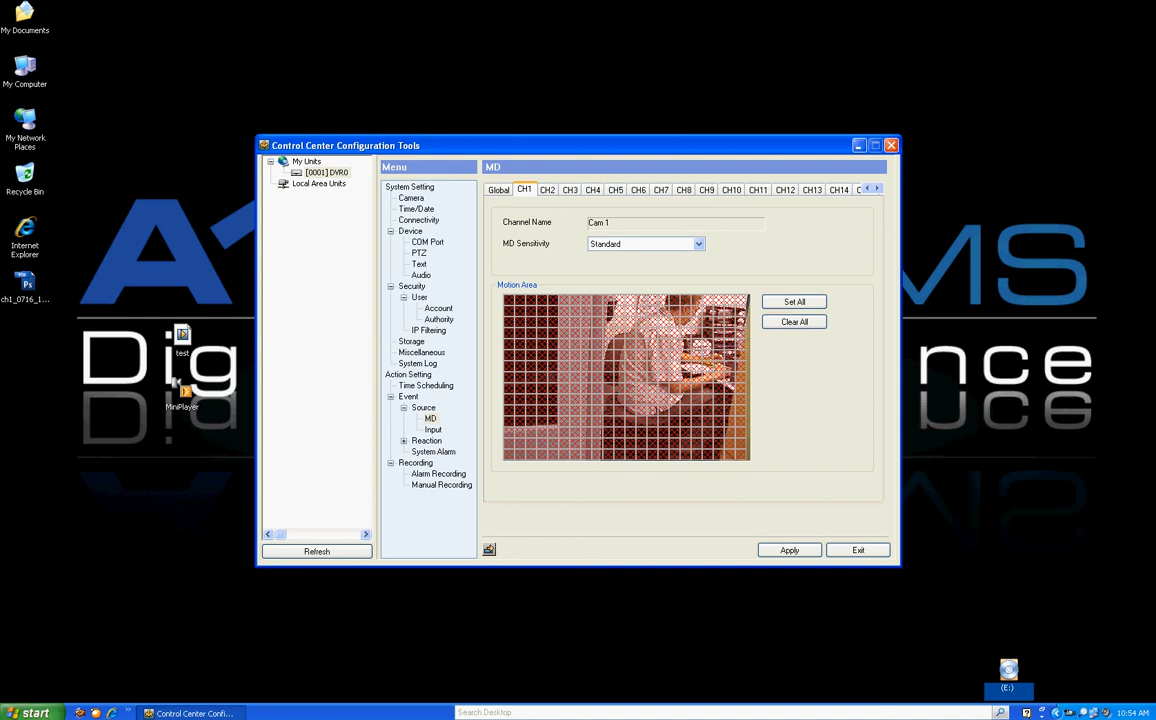 My Documents
My Computer
My Network
Places
Recycle Bin
Internet
Explorer
ch1_0716_1...
test
MiniPlayer
Dig
nce
MS
Control Center Configuration Tools
My Units
[0001] DVR0
Local Area Units
Refresh
Menu
System Setting
Camera
Time/Date
Connectivity
Device
COM Port
PTZ
Text
Audio
Security
User
Account
Authority
IP Filtering
Storage
Miscellaneous
System Log
Action Setting
Time Scheduling
Event
Source
MD
Input
Reaction
System Alarm
Recording
Alarm Recording
Manual Recording
MD
Global CH1 CH2 CH3 CH4 CH5 CH6 CH7 CH8 CH9 CH10 CH11 CH12 CH13 CH14 C
Channel Name Cam 1
MD Sensitivity Standard
Motion Area
Set All
Clear All
Apply Exit
(E:)
start
Control Center Confi...
Search Desktop
10:54 AM